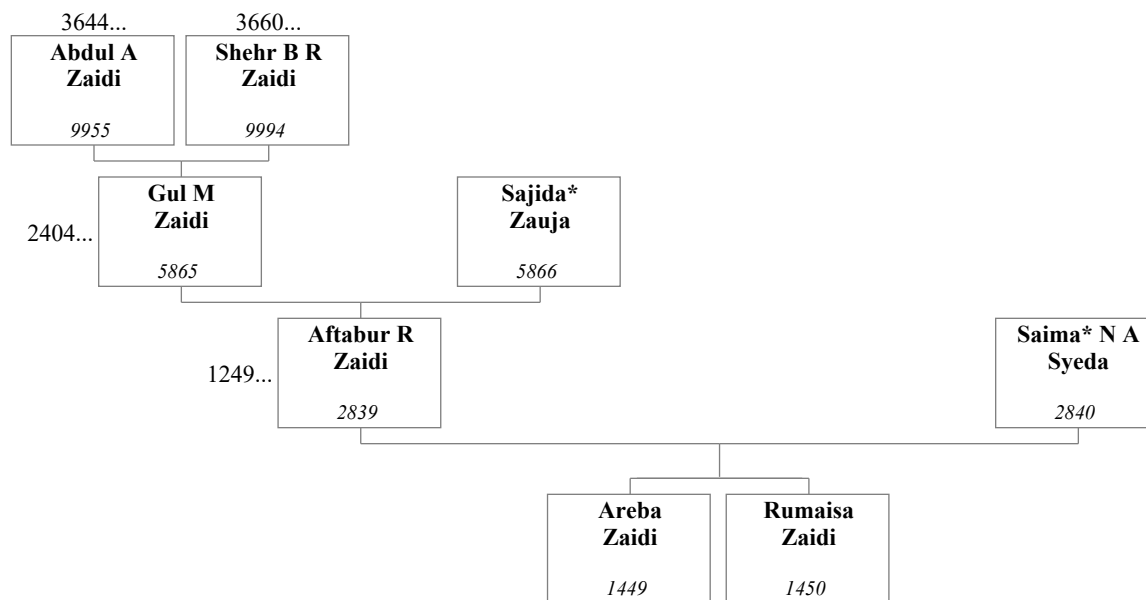 3644...
3660...
Abdul A
Zaidi
9955
Shehr B R
Zaidi
9994
2404...
Gul M
Zaidi
5865
Sajida*
Zauja
5866
1249...
Aftabur R
Zaidi
2839
Saima* N A
Syeda
2840
Areba
Zaidi
1449
Rumaisa
Zaidi
1450